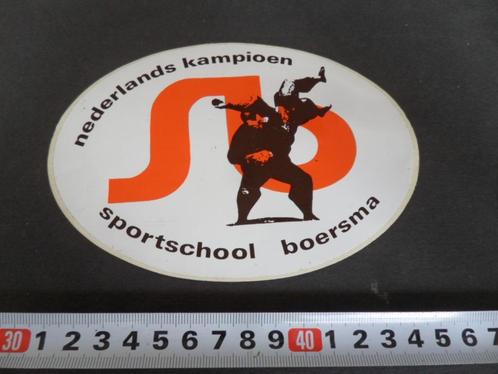 nederlands kampioen
sb
sportschool boersma
30 1 2 3 4 5 6 7 8 9 40 1 2 3 4 5 6 7